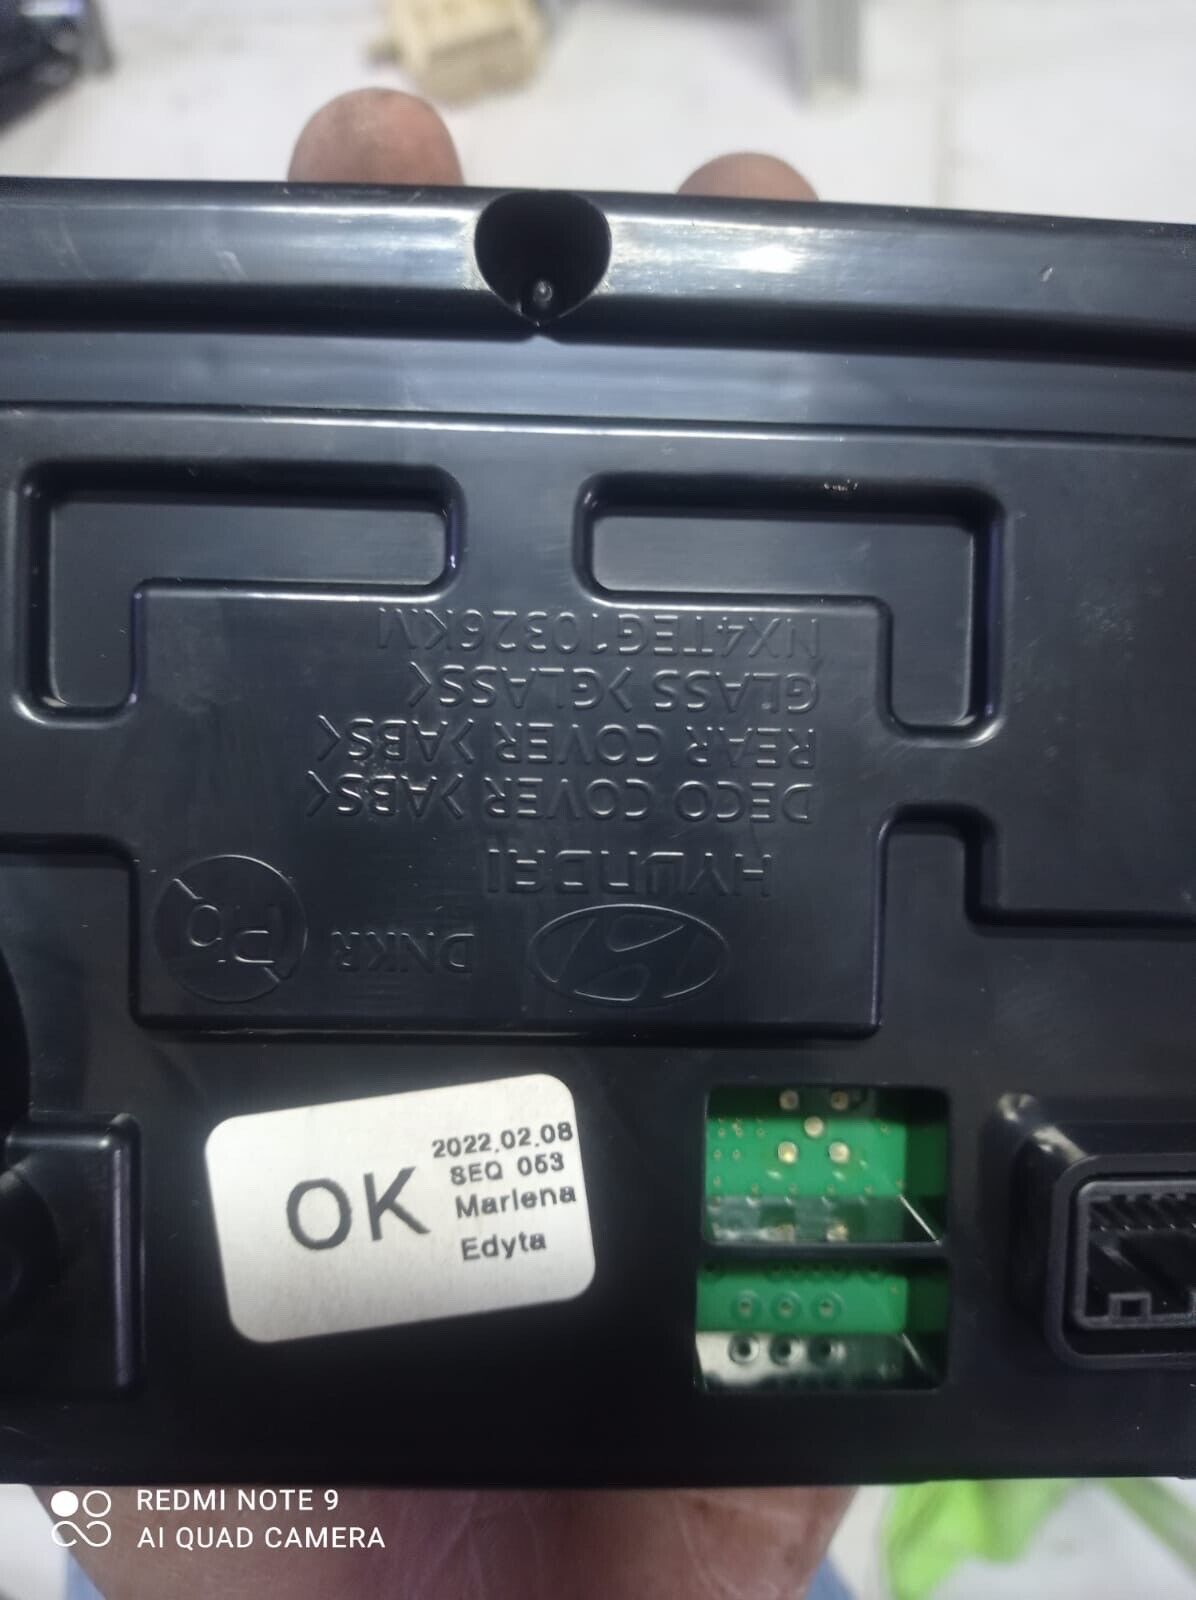 NX4TEG10326KM
GLASS >GLASS<
REAR COVER >ABS<
DECO COVER >ABS<
HYUNDAI
DNKR
Pb
OK
2022.02.08
SEQ 053
Marlena
Edyta
REDMI NOTE 9
AI QUAD CAMERA